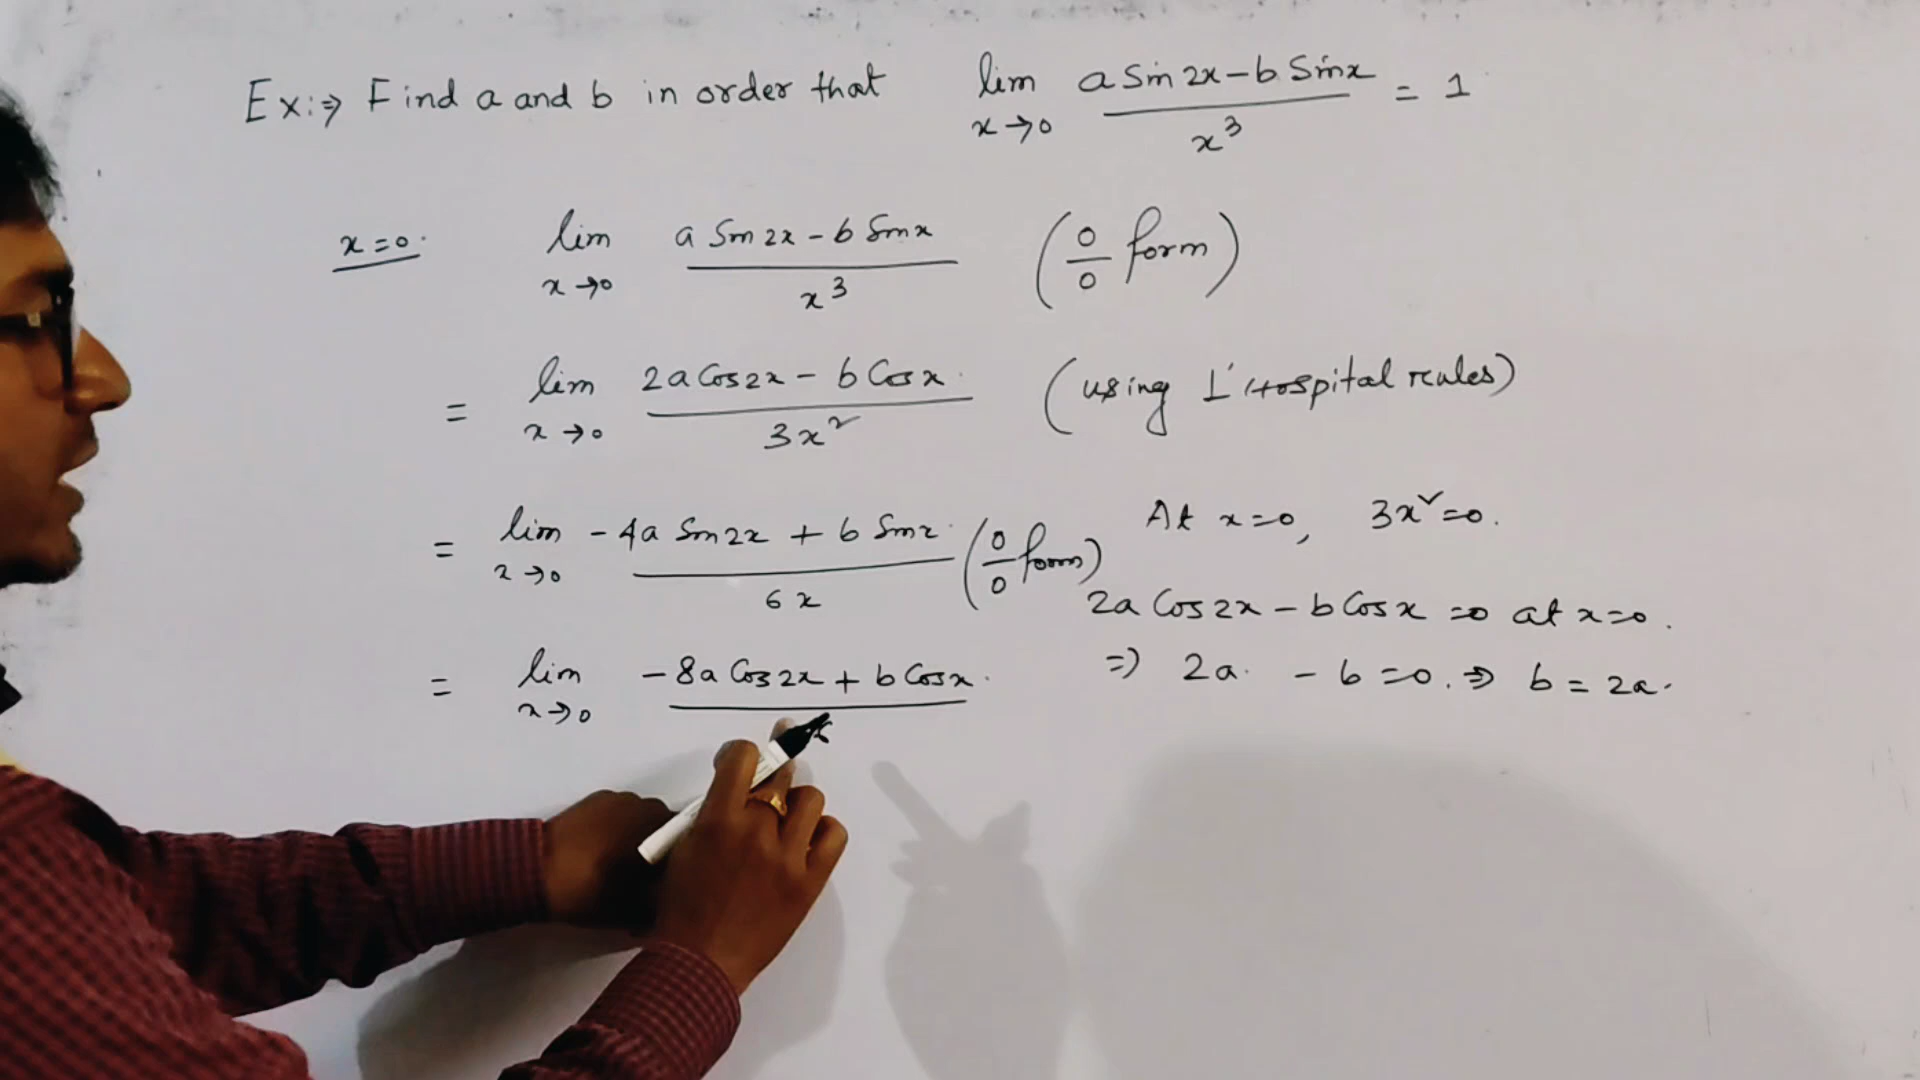 Ex:⇒ Find a and b in order that lim x→0 (a Sin 2x – b Sin x)/x³ = 1
x=0. lim x→0 (a Sin 2x – b Sin x)/x³ (0/0 form)
= lim x→0 (2a Cos 2x – b Cos x)/3x² (using L'Hospital rules)
= lim x→0 (–4a Sin 2x + b Sin x)/6x (0/0 form)
At x=0, 3x²=0.
2a Cos 2x – b Cos x =0 at x=0.
= lim x→0 (–8a Cos 2x + b Cos x)/
⇒ 2a. – b =0. ⇒ b = 2a.